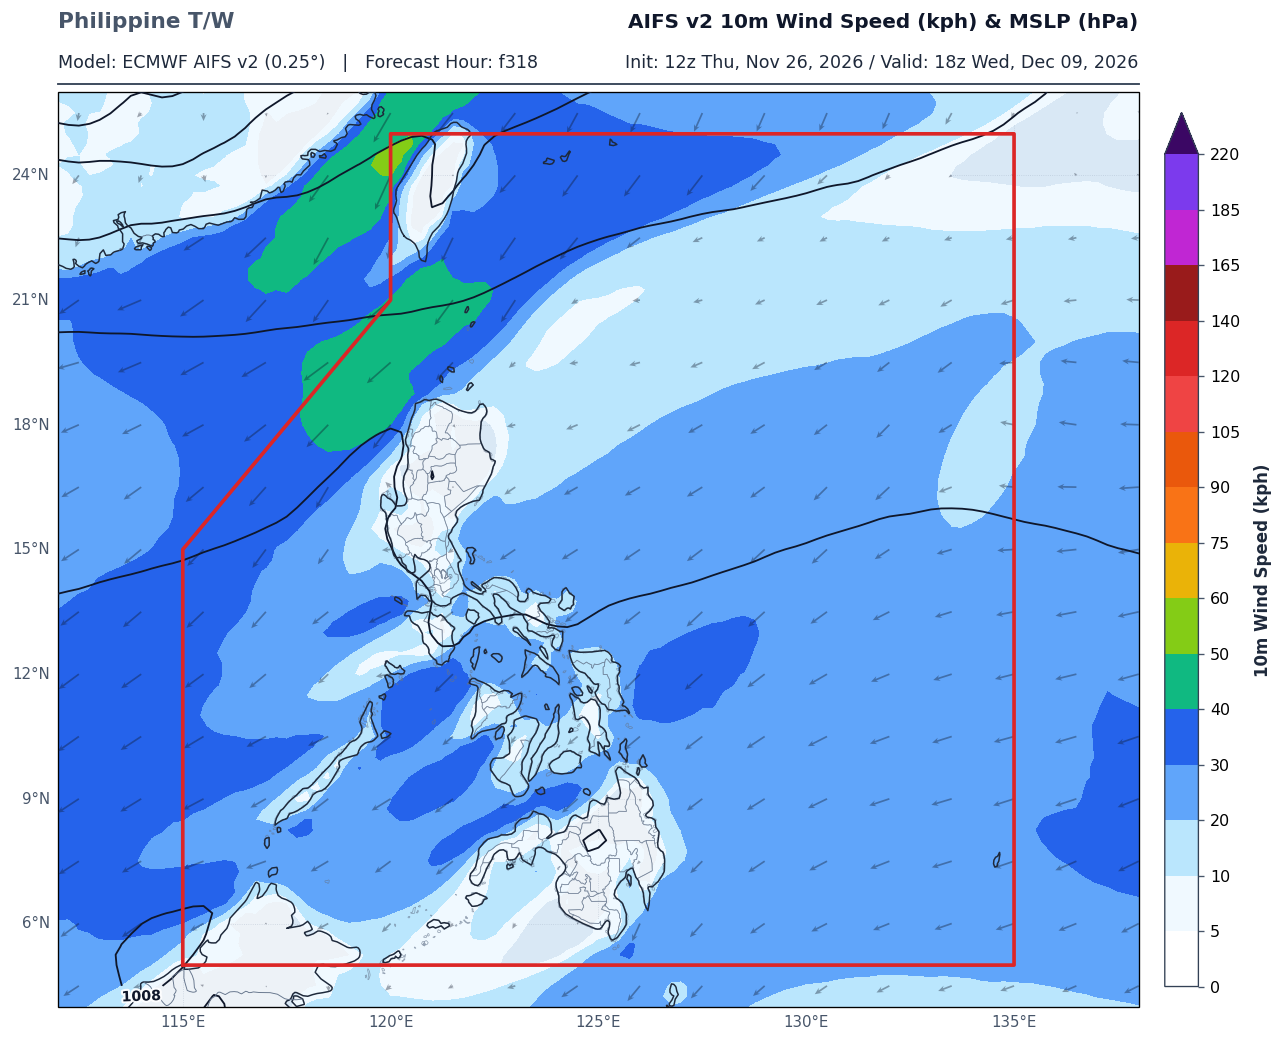 Philippine T/W
AIFS v2 10m Wind Speed (kph) & MSLP (hPa)
Model: ECMWF AIFS v2 (0.25°) | Forecast Hour: f318
Init: 12z Thu, Nov 26, 2026 / Valid: 18z Wed, Dec 09, 2026
24°N
21°N
18°N
15°N
12°N
9°N
6°N
1008
115°E
120°E
125°E
130°E
135°E
220
185
165
140
120
105
90
75
60
50
40
30
20
10
5
0
10m Wind Speed (kph)